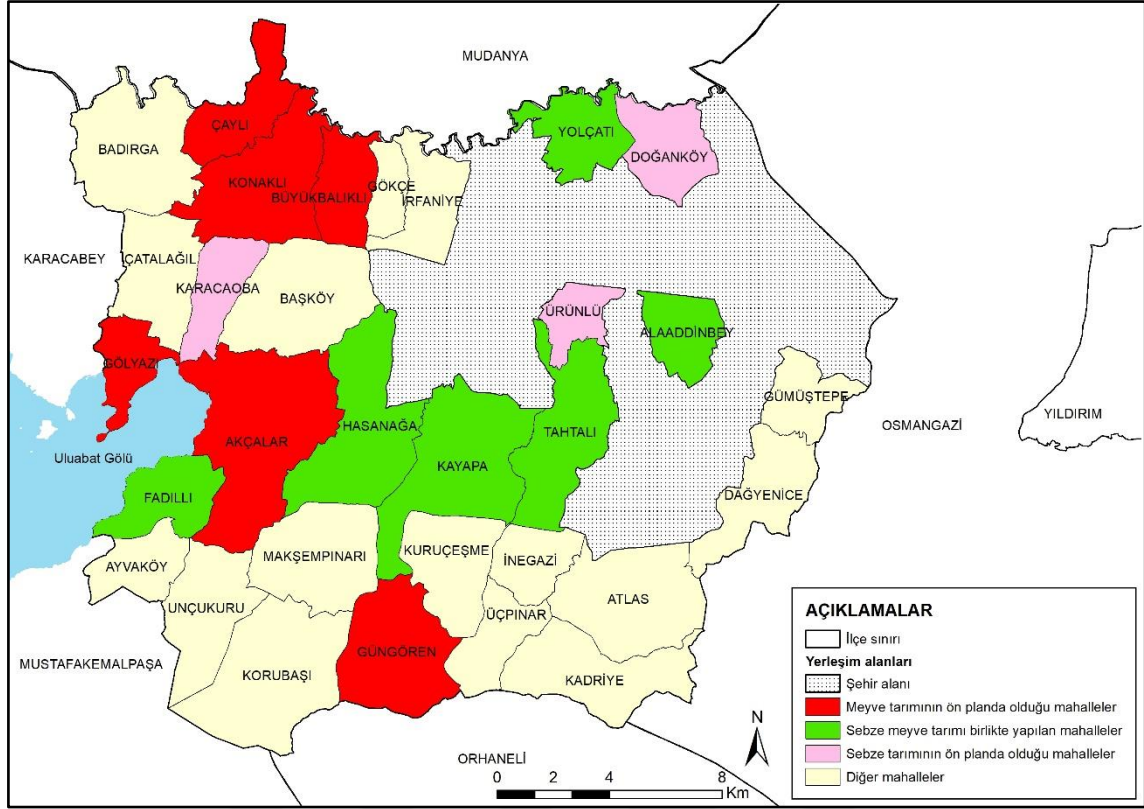 MUDANYA
YOLÇATI
ÇAYLI
BADIRGA
DOĞANKÖY
KONAKLI
GÖKÇE
BÜYÜKBALIKLI
İRFANİYE
KARACABEY
ÇATALAĞIL
KARACAOBA
BAŞKÖY
ÜRÜNLÜ
ALAADDİNBEY
GÖLYAZI
GÜMÜŞTEPE
YILDIRIM
OSMANGAZİ
HASANAĞA
TAHTALI
AKÇALAR
Uluabat Gölü
KAYAPA
FADILLI
DAĞYENİCE
MAKŞEMPINARI
KURUÇEŞME
İNEGAZİ
AYVAKÖY
ATLAS
UNÇUKURU
ÜÇPINAR
GÜNGÖREN
MUSTAFAKEMALPAŞA
KORUBAŞI
KADRİYE
ORHANELİ
N
0 2 4 8
Km
AÇIKLAMALAR
İlçe sınırı
Yerleşim alanları
Şehir alanı
Meyve tarımının ön planda olduğu mahalleler
Sebze meyve tarımı birlikte yapılan mahalleler
Sebze tarımının ön planda olduğu mahalleler
Diğer mahalleler